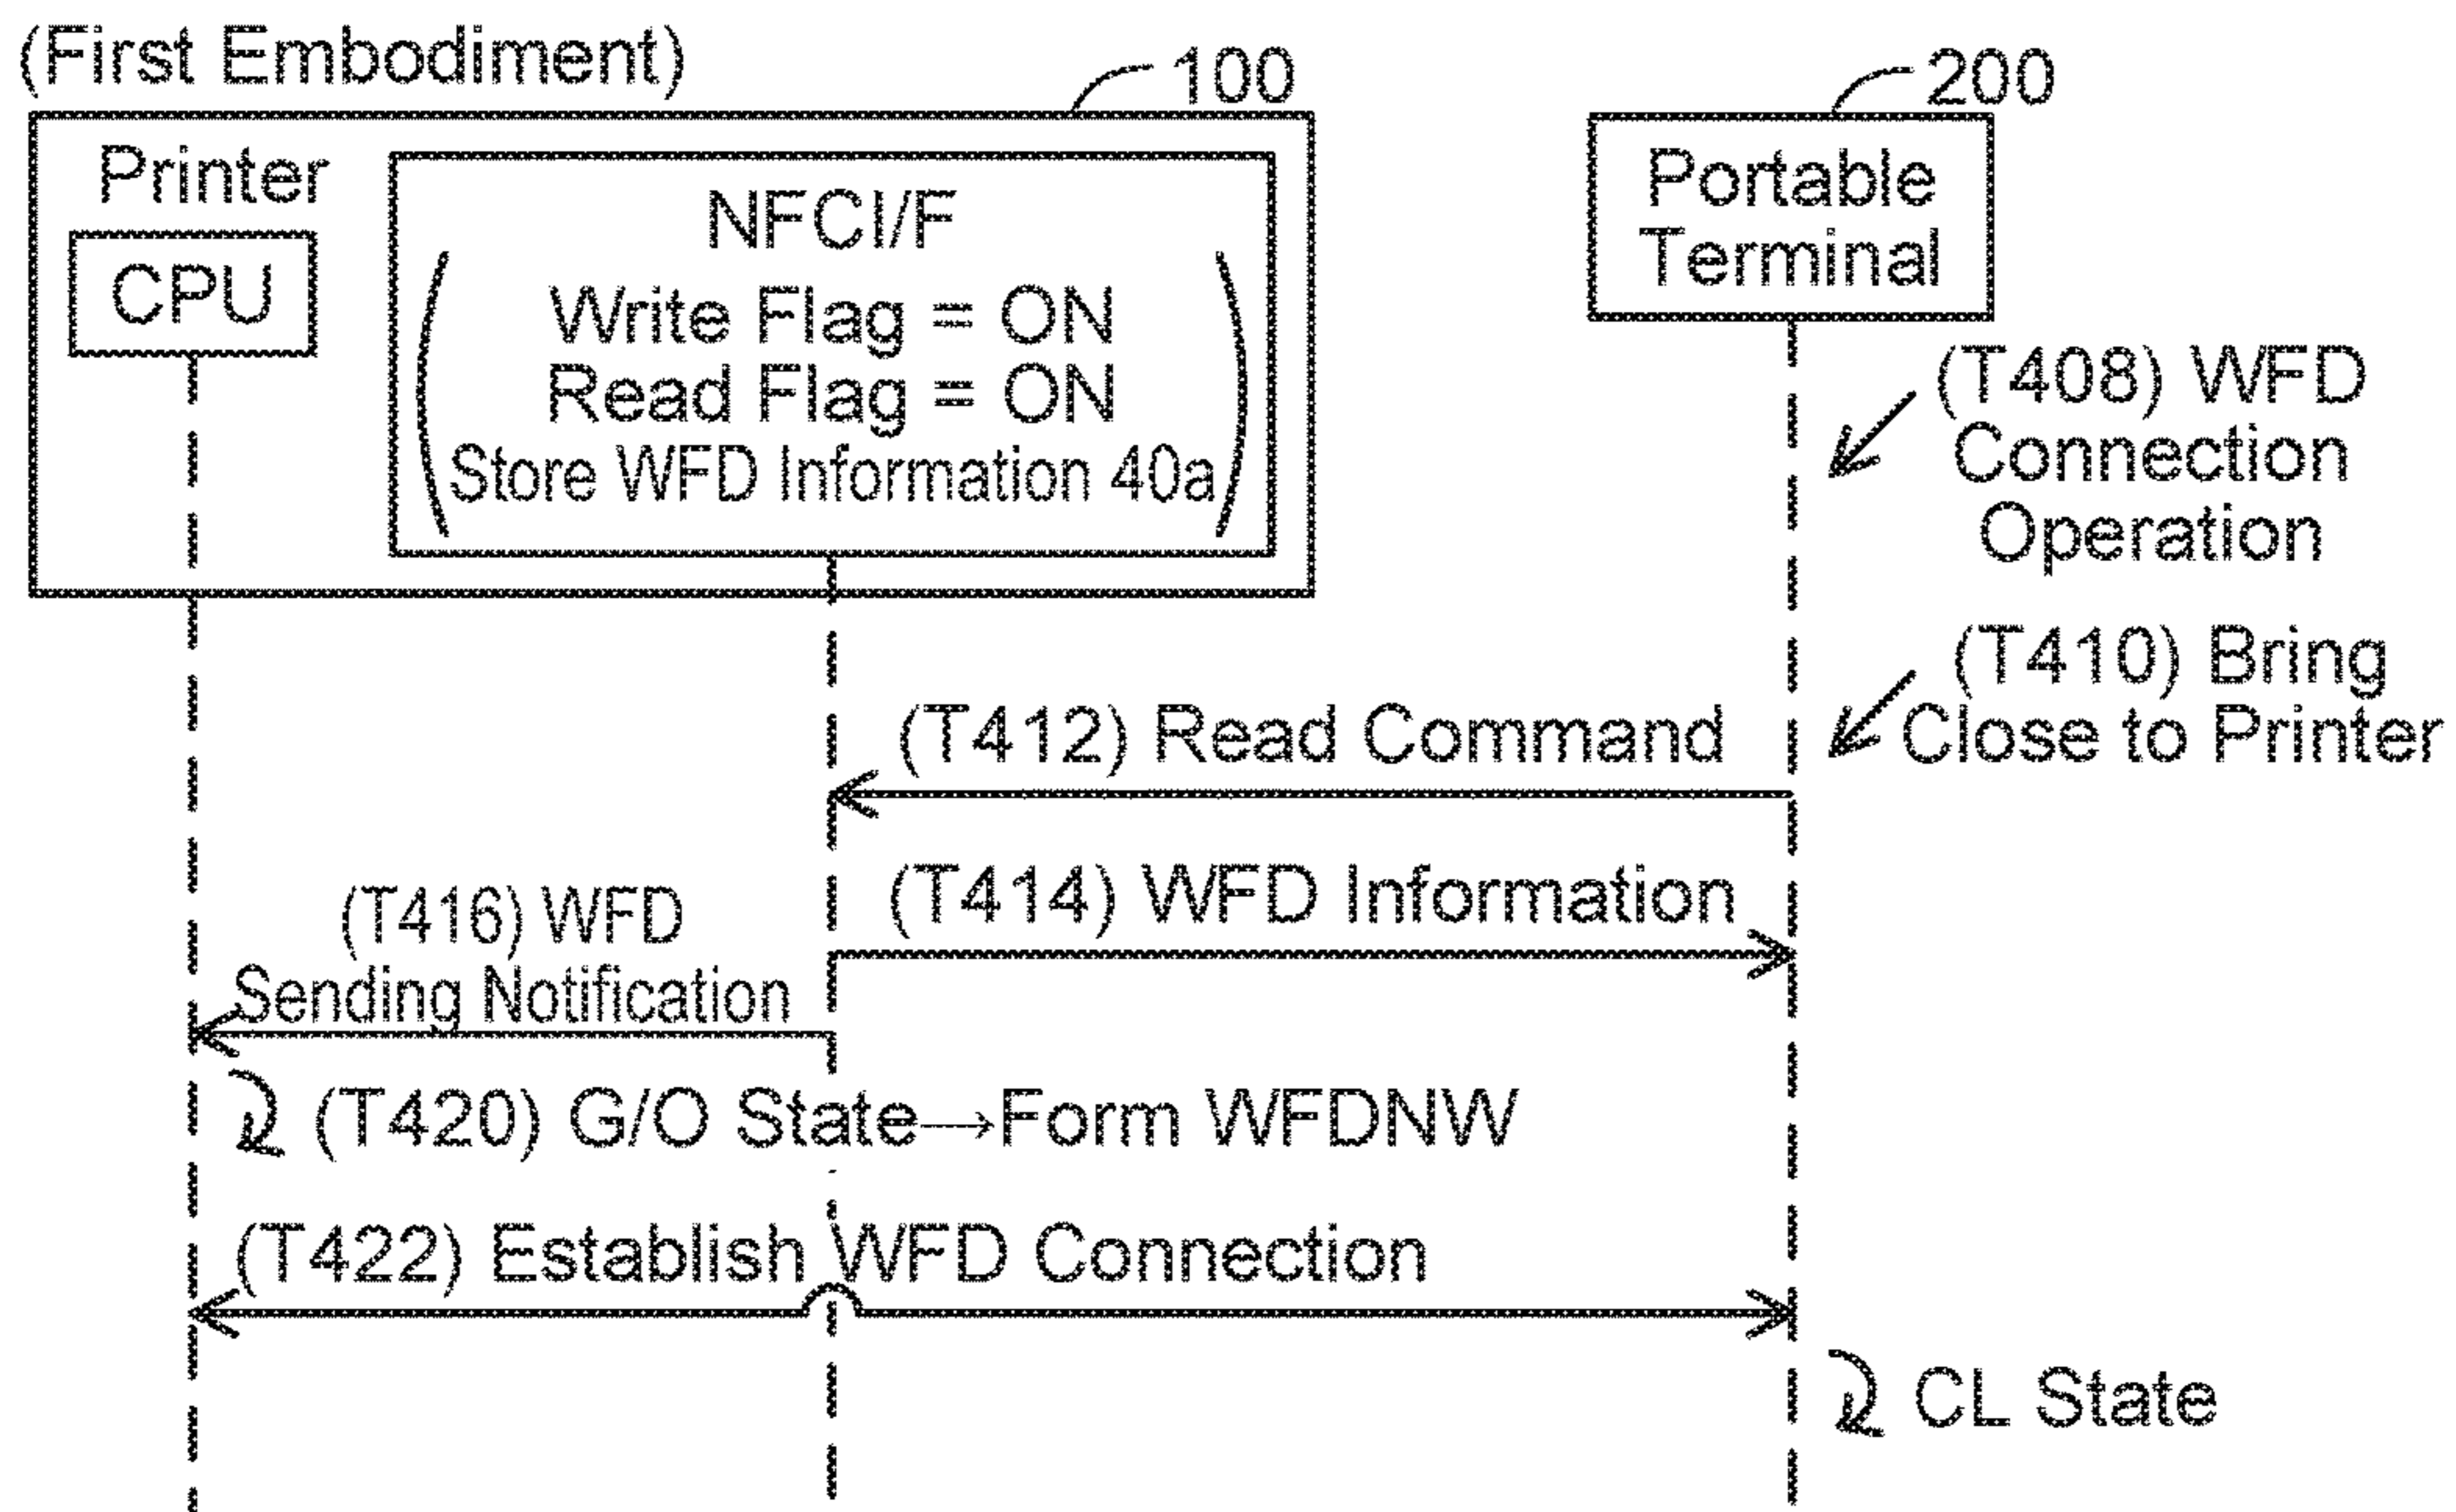 (First Embodiment)
100
200
Printer
CPU
NFCI/F
Write Flag = ON
Read Flag = ON
Store WFD Information 40a
Portable
Terminal
(T408) WFD
Connection
Operation
(T410) Bring
Close to Printer
(T412) Read Command
(T414) WFD Information
(T416) WFD
Sending Notification
(T420) G/O State→Form WFDNW
(T422) Establish WFD Connection
CL State